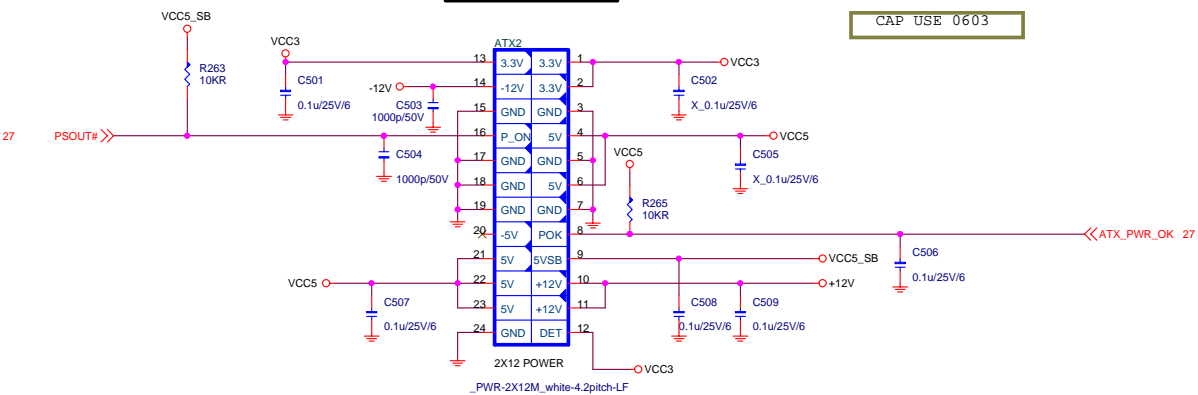 CAP USE 0603
VCC5_SB
VCC3
R263
10KR
C501
0.1u/25V/6
-12V
C503
1000p/50V
27 PSOUT#
C504
1000p/50V
VCC5
C507
0.1u/25V/6
ATX2
13 3.3V 3.3V 1
14 -12V 3.3V 2
15 GND GND 3
16 P_ON 5V 4
17 GND GND 5
18 GND 5V 6
19 GND GND 7
20 -5V POK 8
21 5V 5VSB 9
22 5V +12V 10
23 5V +12V 11
24 GND DET 12
2X12 POWER
_PWR-2X12M_white-4.2pitch-LF
VCC3
C502
X_0.1u/25V/6
VCC5
C505
X_0.1u/25V/6
VCC5
R265
10KR
ATX_PWR_OK 27
C506
0.1u/25V/6
VCC5_SB
+12V
C508
0.1u/25V/6
C509
0.1u/25V/6
VCC3